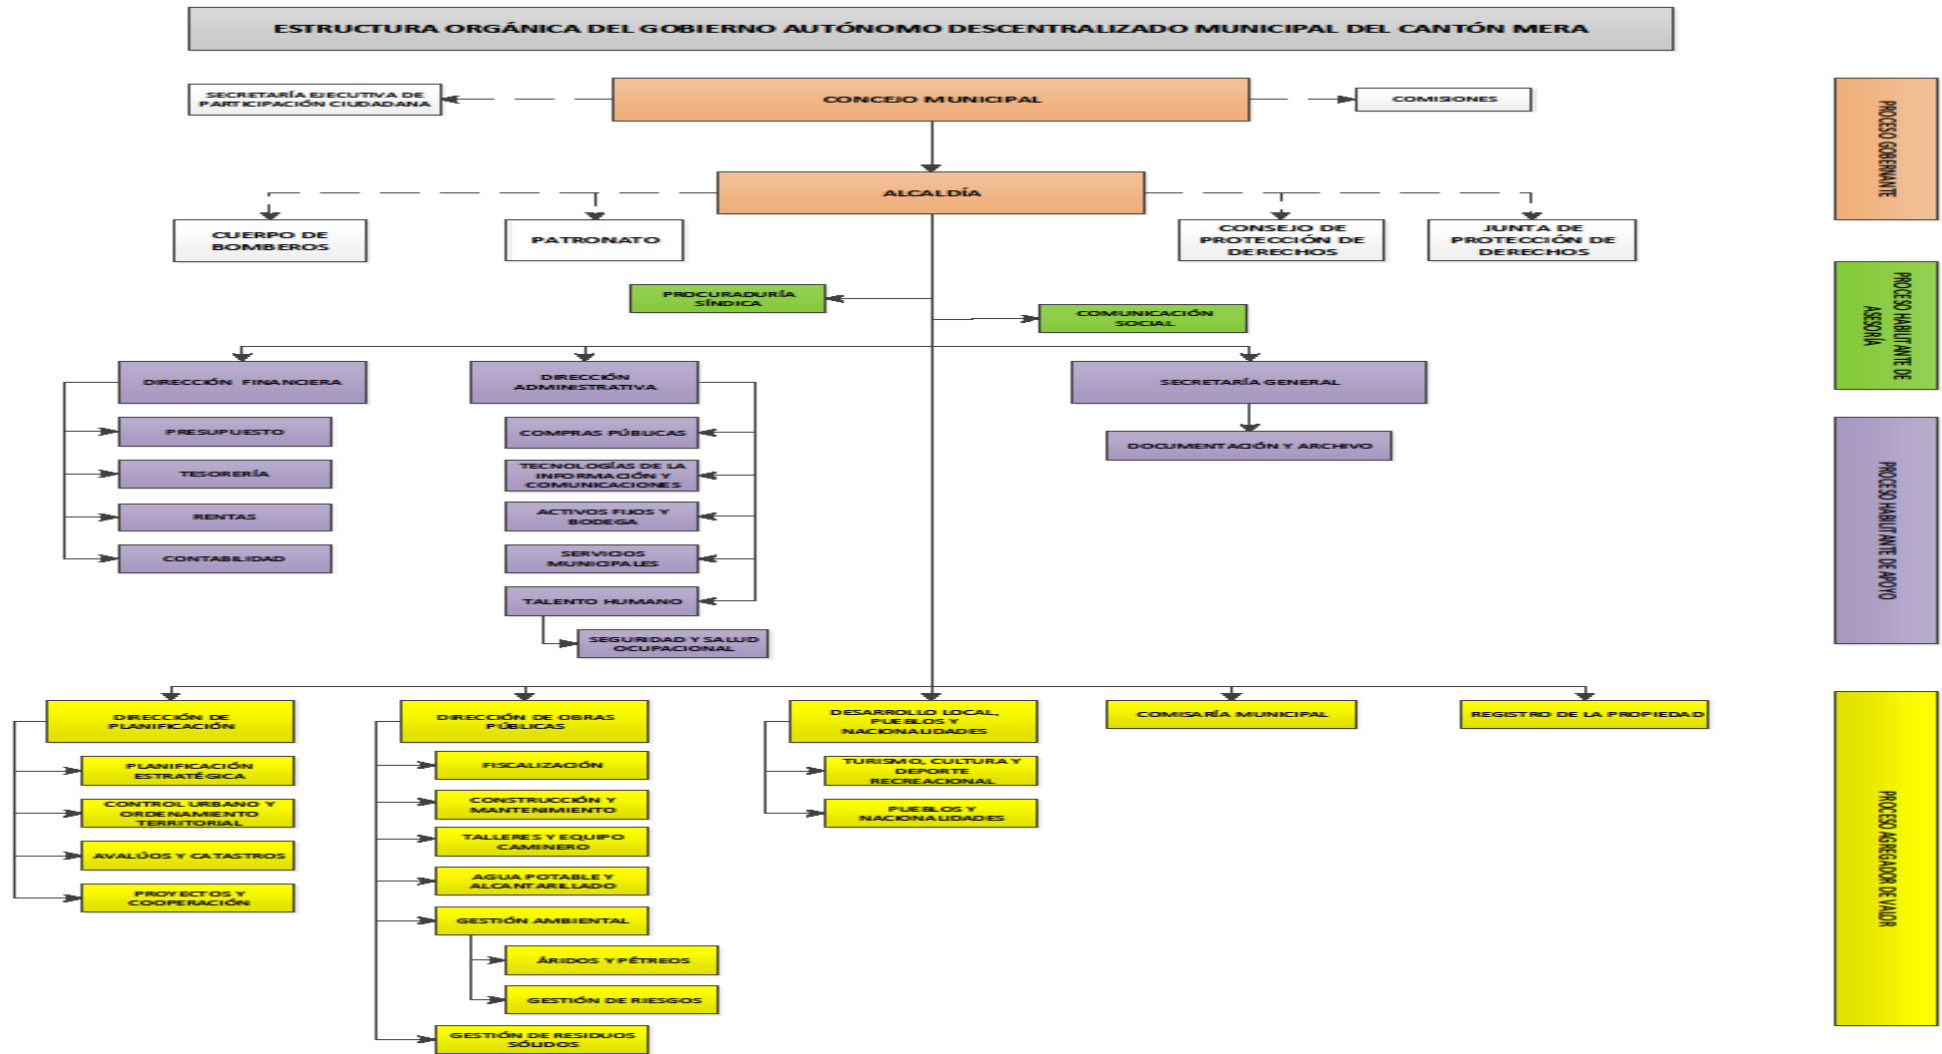 ESTRUCTURA ORGÁNICA DEL GOBIERNO AUTÓNOMO DESCENTRALIZADO MUNICIPAL DEL CANTÓN MERA
SECRETARÍA EJECUTIVA DE
PARTICIPACIÓN CIUDADANA
CONCEJO MUNICIPAL
COMISIONES
PROCESO GOBERNANTE
ALCALDÍA
CUERPO DE
BOMBEROS
PATRONATO
CONSEJO DE
PROTECCIÓN DE
DERECHOS
JUNTA DE
PROTECCIÓN DE
DERECHOS
PROCURADURÍA
SÍNDICA
COMUNICACIÓN
SOCIAL
PROCESO HABILITANTE DE
ASESORÍA
DIRECCIÓN FINANCIERA
PRESUPUESTO
TESORERÍA
RENTAS
CONTABILIDAD
DIRECCIÓN
ADMINISTRATIVA
COMPRAS PÚBLICAS
TECNOLOGÍAS DE LA
INFORMACIÓN Y
COMUNICACIONES
ACTIVOS FIJOS Y
BODEGA
SERVICIOS
MUNICIPALES
TALENTO HUMANO
SEGURIDAD Y SALUD
OCUPACIONAL
SECRETARÍA GENERAL
DOCUMENTACIÓN Y ARCHIVO
PROCESO HABILITANTE DE APOYO
DIRECCIÓN DE
PLANIFICACIÓN
PLANIFICACIÓN
ESTRATÉGICA
CONTROL URBANO Y
ORDENAMIENTO
TERRITORIAL
AVALÚOS Y CATASTROS
PROYECTOS Y
COOPERACIÓN
DIRECCIÓN DE OBRAS
PÚBLICAS
FISCALIZACIÓN
CONSTRUCCIÓN Y
MANTENIMIENTO
TALLERES Y EQUIPO
CAMINERO
AGUA POTABLE Y
ALCANTARILLADO
GESTIÓN AMBIENTAL
ÁRIDOS Y PÉTREOS
GESTIÓN DE RIESGOS
GESTIÓN DE RESIDUOS
SÓLIDOS
DESARROLLO LOCAL,
PUEBLOS Y
NACIONALIDADES
TURISMO, CULTURA Y
DEPORTE
RECREACIONAL
PUEBLOS Y
NACIONALIDADES
COMISARÍA MUNICIPAL
REGISTRO DE LA PROPIEDAD
PROCESO AGREGADOR DE VALOR